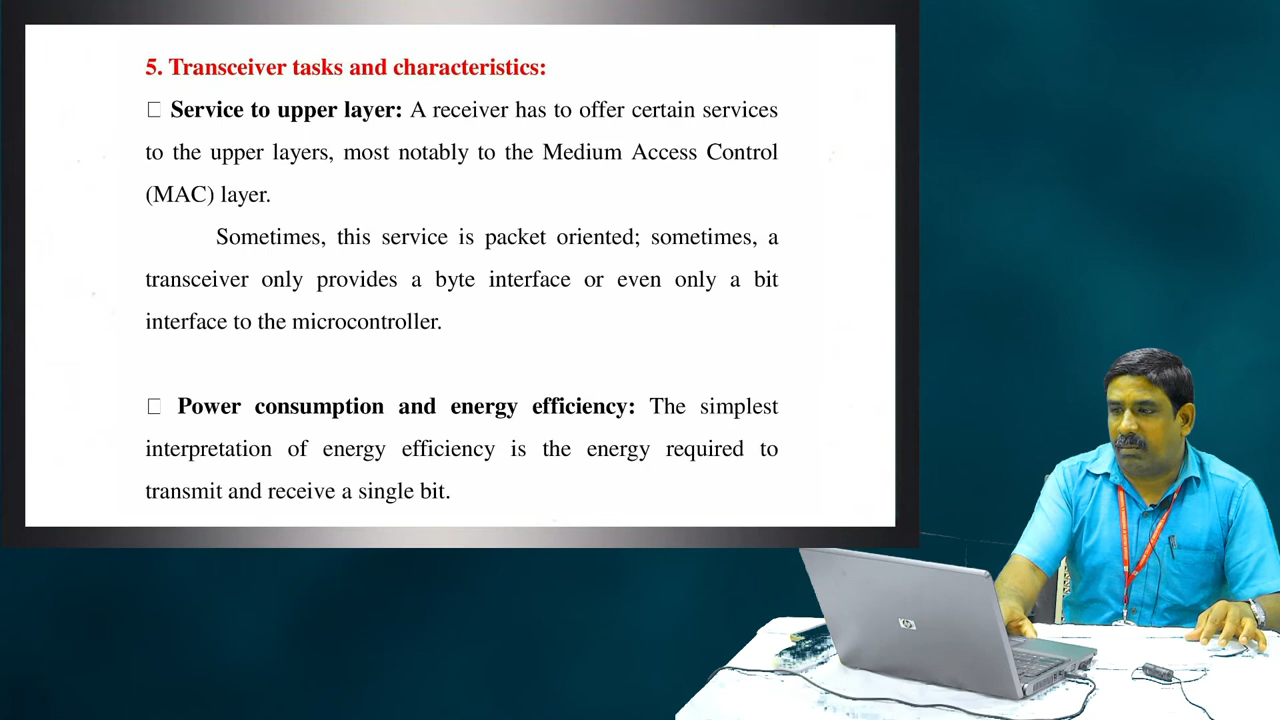 5. Transceiver tasks and characteristics:
□ Service to upper layer: A receiver has to offer certain services
to the upper layers, most notably to the Medium Access Control
(MAC) layer.
Sometimes, this service is packet oriented; sometimes, a
transceiver only provides a byte interface or even only a bit
interface to the microcontroller.
□ Power consumption and energy efficiency: The simplest
interpretation of energy efficiency is the energy required to
transmit and receive a single bit.
hp